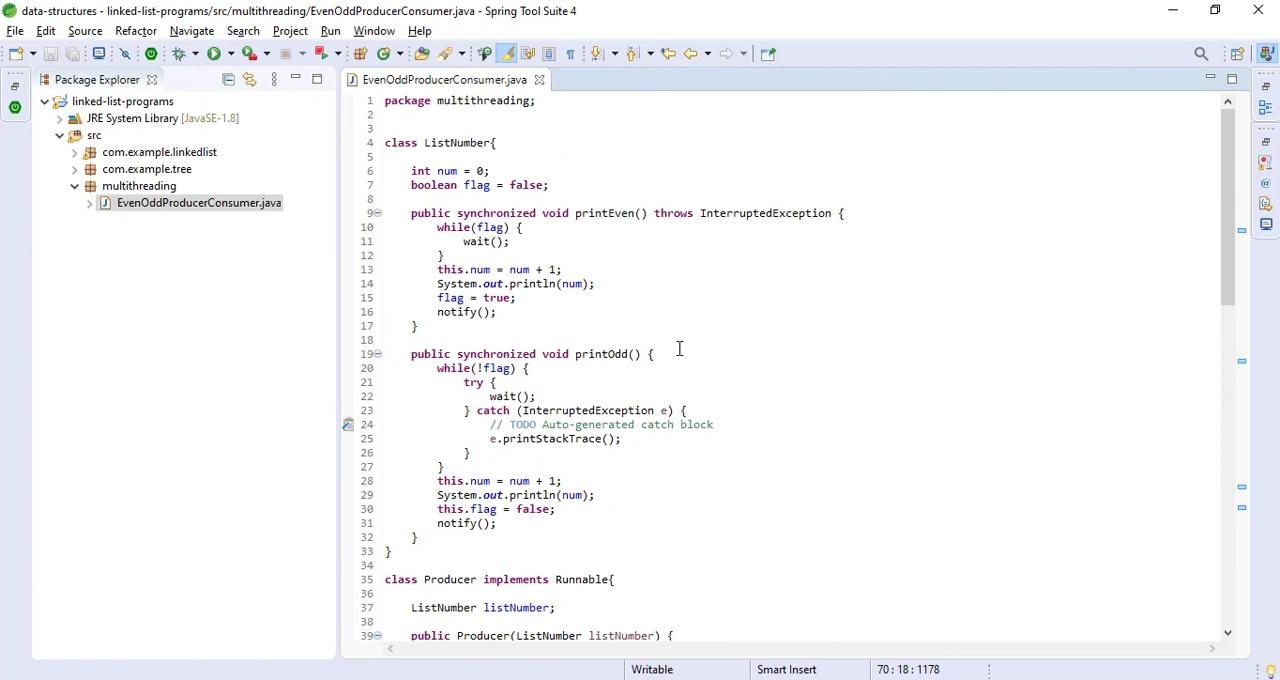 data-structures - linked-list-programs/src/multithreading/EvenOddProducerConsumer.java - Spring Tool Suite 4
File Edit Source Refactor Navigate Search Project Run Window Help
Package Explorer
linked-list-programs
JRE System Library [JavaSE-1.8]
src
com.example.linkedlist
com.example.tree
multithreading
EvenOddProducerConsumer.java
EvenOddProducerConsumer.java
1 package multithreading;
2
3
4 class ListNumber{
5
6 int num = 0;
7 boolean flag = false;
8
9 public synchronized void printEven() throws InterruptedException {
10 while(flag) {
11 wait();
12 }
13 this.num = num + 1;
14 System.out.println(num);
15 flag = true;
16 notify();
17 }
18
19 public synchronized void printOdd() {
20 while(!flag) {
21 try {
22 wait();
23 } catch (InterruptedException e) {
24 // TODO Auto-generated catch block
25 e.printStackTrace();
26 }
27 }
28 this.num = num + 1;
29 System.out.println(num);
30 this.flag = false;
31 notify();
32 }
33 }
34
35 class Producer implements Runnable{
36
37 ListNumber listNumber;
38
39 public Producer(ListNumber listNumber) {
Writable Smart Insert 70 : 18 : 1178